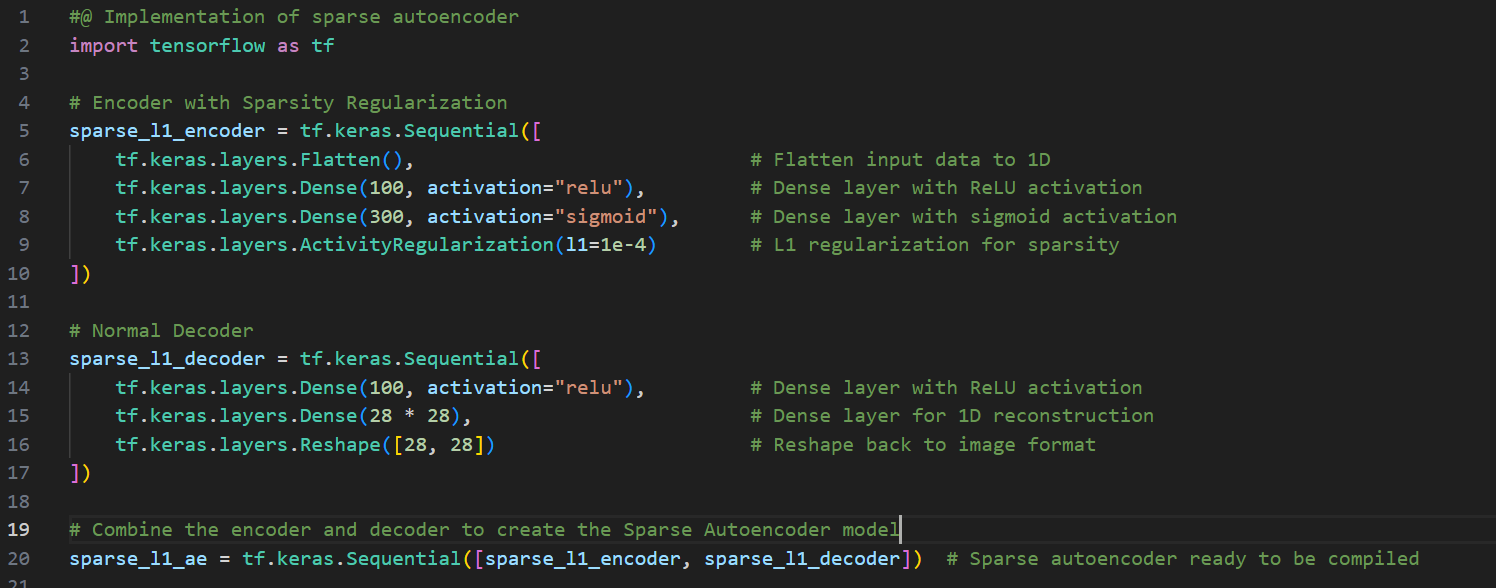 1 #@ Implementation of sparse autoencoder
2 import tensorflow as tf
3
4 # Encoder with Sparsity Regularization
5 sparse_l1_encoder = tf.keras.Sequential([
6     tf.keras.layers.Flatten(),                             # Flatten input data to 1D
7     tf.keras.layers.Dense(100, activation="relu"),         # Dense layer with ReLU activation
8     tf.keras.layers.Dense(300, activation="sigmoid"),      # Dense layer with sigmoid activation
9     tf.keras.layers.ActivityRegularization(l1=1e-4)        # L1 regularization for sparsity
10 ])
11
12 # Normal Decoder
13 sparse_l1_decoder = tf.keras.Sequential([
14     tf.keras.layers.Dense(100, activation="relu"),         # Dense layer with ReLU activation
15     tf.keras.layers.Dense(28 * 28),                        # Dense layer for 1D reconstruction
16     tf.keras.layers.Reshape([28, 28])                      # Reshape back to image format
17 ])
18
19 # Combine the encoder and decoder to create the Sparse Autoencoder model
20 sparse_l1_ae = tf.keras.Sequential([sparse_l1_encoder, sparse_l1_decoder])  # Sparse autoencoder ready to be compiled
21